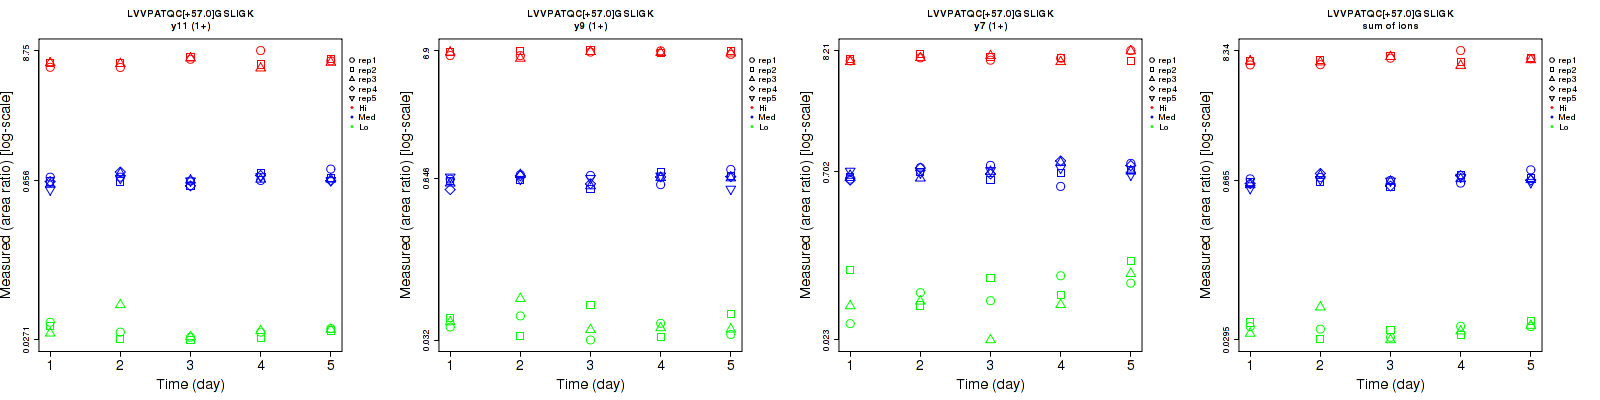 LVVPATQC[+57.0]GSLIGK
y11 (1+)
Measured (area ratio) [log-scale]
8.75
0.656
0.0271
1 2 3 4 5
Time (day)
rep1
rep2
rep3
rep4
rep5
Hi
Med
Lo
LVVPATQC[+57.0]GSLIGK
y9 (1+)
Measured (area ratio) [log-scale]
6.9
0.648
0.032
1 2 3 4 5
Time (day)
rep1
rep2
rep3
rep4
rep5
Hi
Med
Lo
LVVPATQC[+57.0]GSLIGK
y7 (1+)
Measured (area ratio) [log-scale]
8.21
0.702
0.023
1 2 3 4 5
Time (day)
rep1
rep2
rep3
rep4
rep5
Hi
Med
Lo
LVVPATQC[+57.0]GSLIGK
sum of ions
Measured (area ratio) [log-scale]
8.34
0.665
0.0295
1 2 3 4 5
Time (day)
rep1
rep2
rep3
rep4
rep5
Hi
Med
Lo